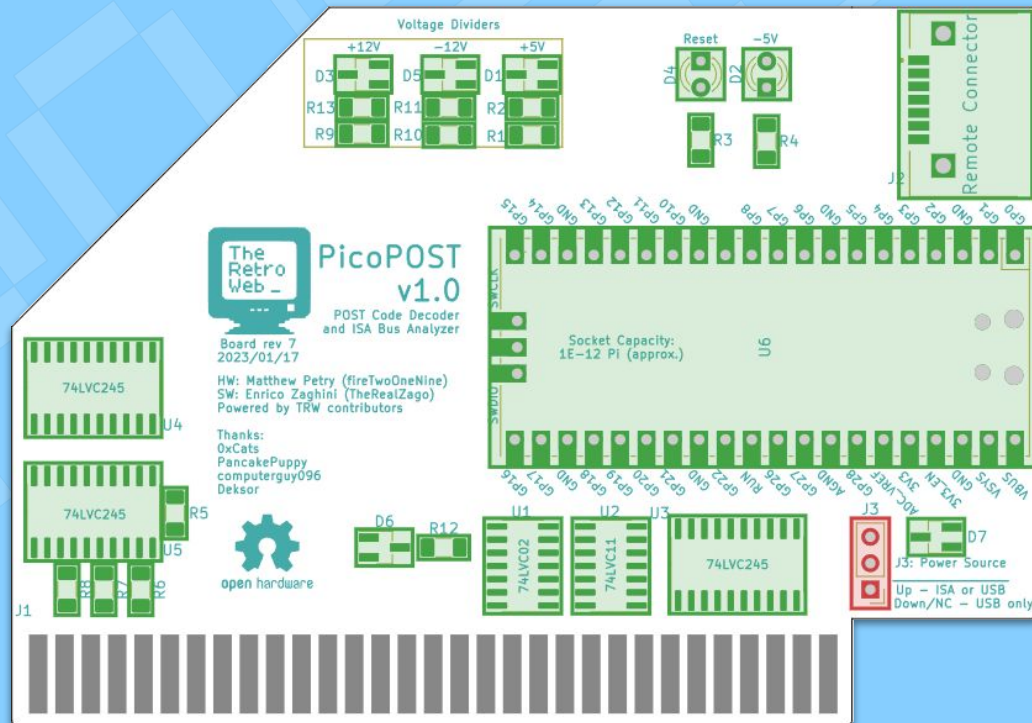 Voltage Dividers
+12V -12V +5V
D3 D5 D1
R13 R11 R2
R9 R10 R1
Reset -5V
D4 D2
R3 R4
Remote Connector
J2
GP15 GP14 GND GP13 GP12 GP11 GP10 GND GP8 GP7 GP6 GND GP5 GP4 GP3 GP2 GND GP1 GP0
The
Retro
Web_
PicoPOST
v1.0
POST Code Decoder
and ISA Bus Analyzer
Board rev 7
2023/01/17
HW: Matthew Petry (fireTwoOneNine)
SW: Enrico Zaghini (TheRealZago)
Powered by TRW contributors
Thanks:
0xCats
PancakePuppy
computerguy096
Deksor
open hardware
SWCLK
SWDIO
Socket Capacity:
1E-12 Pi (approx.)
U6
GP16 GP17 GND GP18 GP19 GP20 GP21 GND GP22 RUN GP26 GP27 AGND GP28 ADC_VREF 3V3 3V3_EN GND VSYS VBUS
74LVC245
U4
74LVC245
U5
R5
R8 R7 R6
J1
D6 R12
U1 U2 U3
74LVC02 74LVC11 74LVC245
J3
D7
J3: Power Source
Up - ISA or USB
Down/NC - USB only